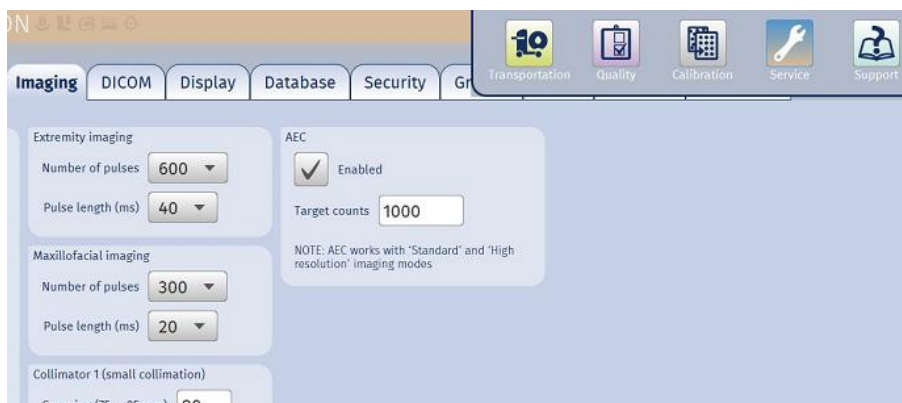 ON
Transportation Quality Calibration Service Support
Imaging DICOM Display Database Security
Extremity imaging
Number of pulses 600
Pulse length (ms) 40
Maxillofacial imaging
Number of pulses 300
Pulse length (ms) 20
Collimator 1 (small collimation)
AEC
Enabled
Target counts 1000
NOTE: AEC works with 'Standard' and 'High
resolution' imaging modes